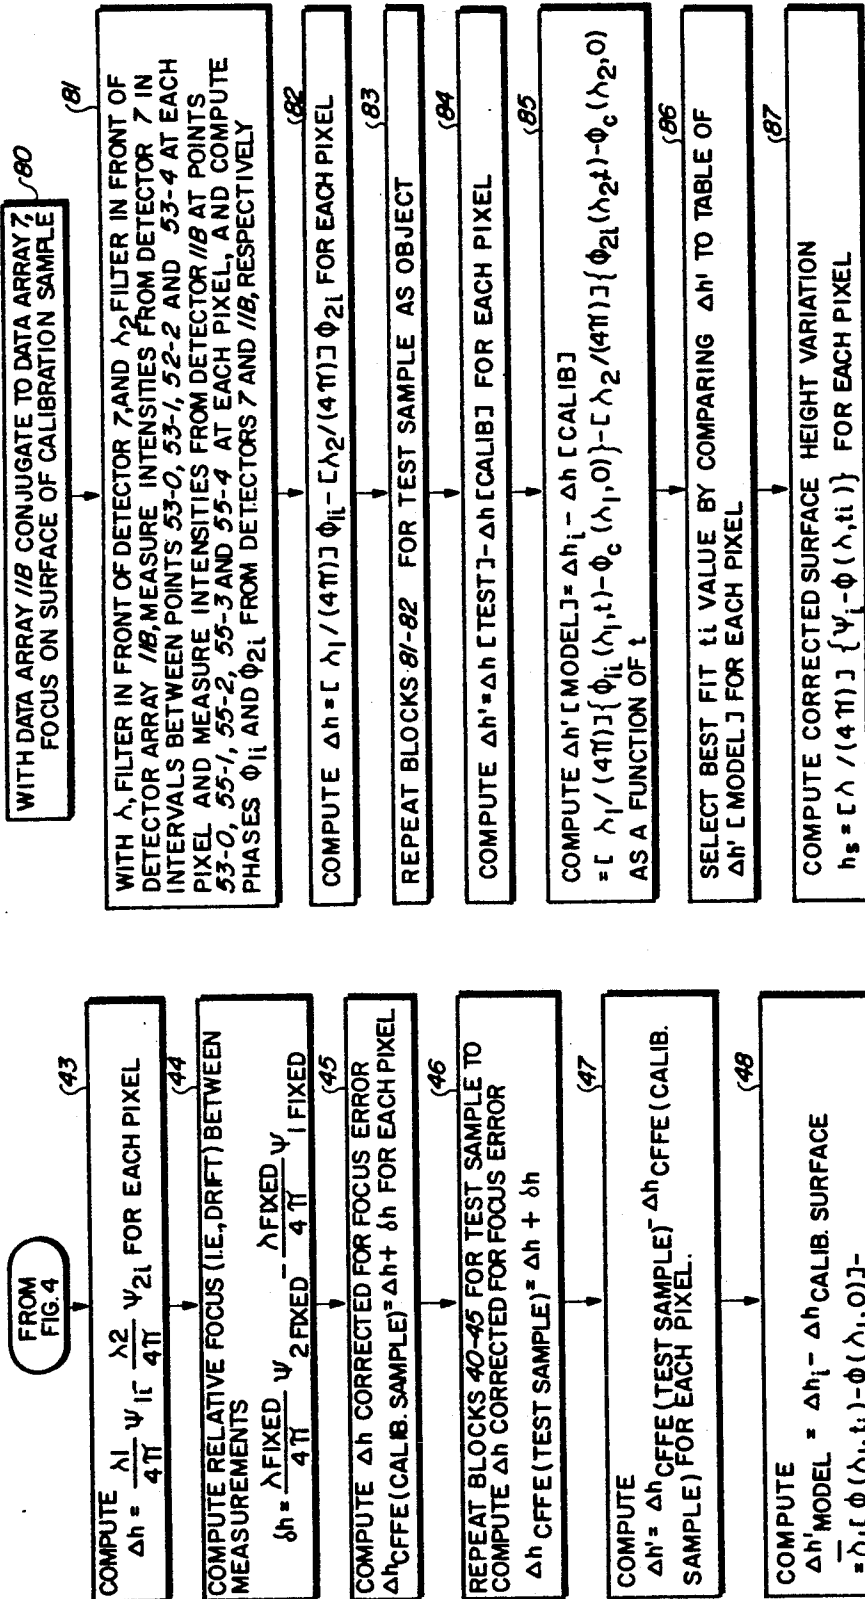 WITH DATA ARRAY 11B CONJUGATE TO DATA ARRAY 7,
FOCUS ON SURFACE OF CALIBRATION SAMPLE
80
WITH λ1 FILTER IN FRONT OF DETECTOR 7, AND λ2 FILTER IN FRONT OF
DETECTOR ARRAY 11B, MEASURE INTENSITIES FROM DETECTOR 7 IN
INTERVALS BETWEEN POINTS 53-0, 53-1, 52-2 AND 53-4 AT EACH
PIXEL AND MEASURE INTENSITIES FROM DETECTOR 11B AT POINTS
53-0, 55-1, 55-2, 55-3 AND 55-4 AT EACH PIXEL, AND COMPUTE
PHASES Φ1i AND Φ2i FROM DETECTORS 7 AND 11B, RESPECTIVELY
81
COMPUTE Δh = [λ1/(4π)] Φ1i - [λ2/(4π)] Φ2i FOR EACH PIXEL
82
REPEAT BLOCKS 81-82 FOR TEST SAMPLE AS OBJECT
83
COMPUTE Δh' = Δh [TEST] - Δh [CALIB] FOR EACH PIXEL
84
COMPUTE Δh' [MODEL] = Δhi - Δh [CALIB]
= [λ1/(4π)] {Φ1i (λ1,t) - Φc (λ1,0)} - [λ2/(4π)] {Φ2i (λ2t) - Φc (λ2,0)
AS A FUNCTION OF t
85
SELECT BEST FIT ti VALUE BY COMPARING Δh' TO TABLE OF
Δh' [MODEL] FOR EACH PIXEL
86
COMPUTE CORRECTED SURFACE HEIGHT VARIATION
hs = [λ/(4π)] {Ψi - Φ(λ,ti)} FOR EACH PIXEL
87
FROM
FIG. 4
COMPUTE
Δh = λ1/4π Ψ1i - λ2/4π Ψ2i FOR EACH PIXEL
43
COMPUTE RELATIVE FOCUS (I.E., DRIFT) BETWEEN
MEASUREMENTS
δh = λFIXED/4π Ψ2 FIXED - λFIXED/4π Ψ1 FIXED
44
COMPUTE Δh CORRECTED FOR FOCUS ERROR
ΔhCFFE (CALIB. SAMPLE) = Δh + δh FOR EACH PIXEL
45
REPEAT BLOCKS 40-45 FOR TEST SAMPLE TO
COMPUTE Δh CORRECTED FOR FOCUS ERROR
Δh CFFE (TEST SAMPLE) = Δh + δh
46
COMPUTE
Δh' = Δh CFFE (TEST SAMPLE) - Δh CFFE (CALIB.
SAMPLE) FOR EACH PIXEL.
47
COMPUTE
Δh' MODEL = Δhi - Δh CALIB. SURFACE
48